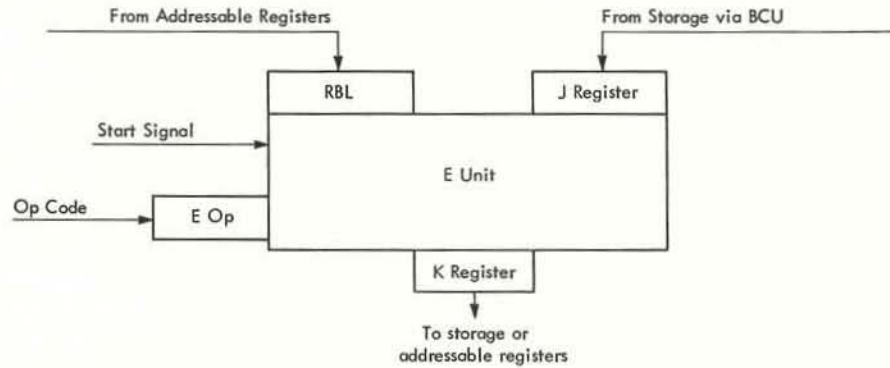 From Addressable Registers
From Storage via BCU
RBL
J Register
Start Signal
E Unit
Op Code
E Op
K Register
To storage or
addressable registers